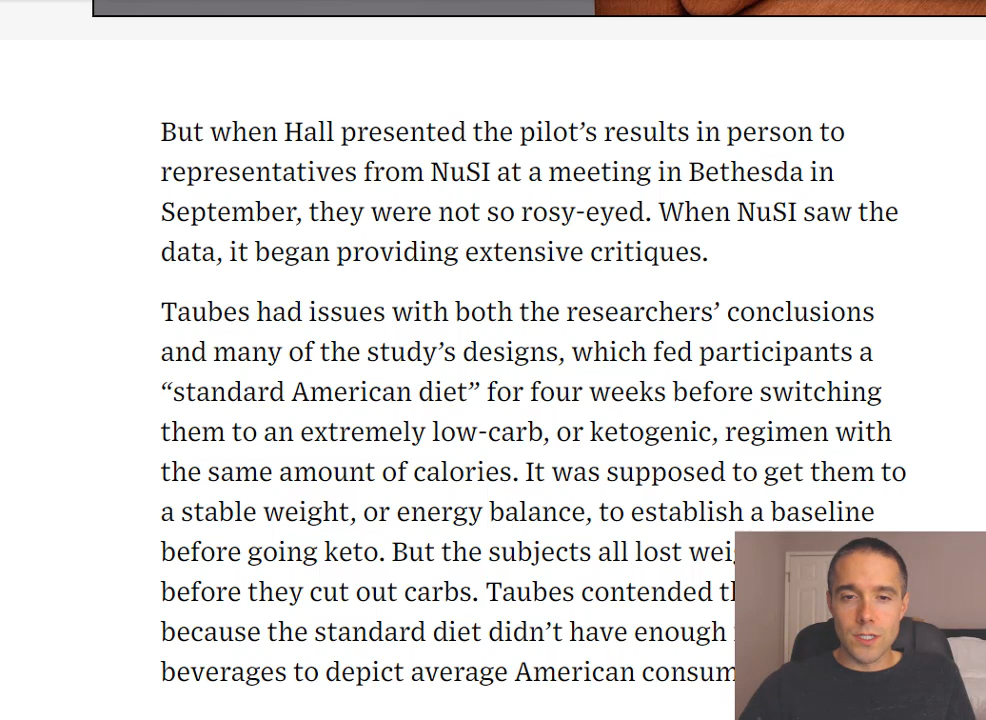 But when Hall presented the pilot’s results in person to
representatives from NuSI at a meeting in Bethesda in
September, they were not so rosy-eyed. When NuSI saw the
data, it began providing extensive critiques.
Taubes had issues with both the researchers’ conclusions
and many of the study’s designs, which fed participants a
“standard American diet” for four weeks before switching
them to an extremely low-carb, or ketogenic, regimen with
the same amount of calories. It was supposed to get them to
a stable weight, or energy balance, to establish a baseline
before going keto. But the subjects all lost
before they cut out carbs. Taubes contended
because the standard diet didn’t have enough
beverages to depict average American